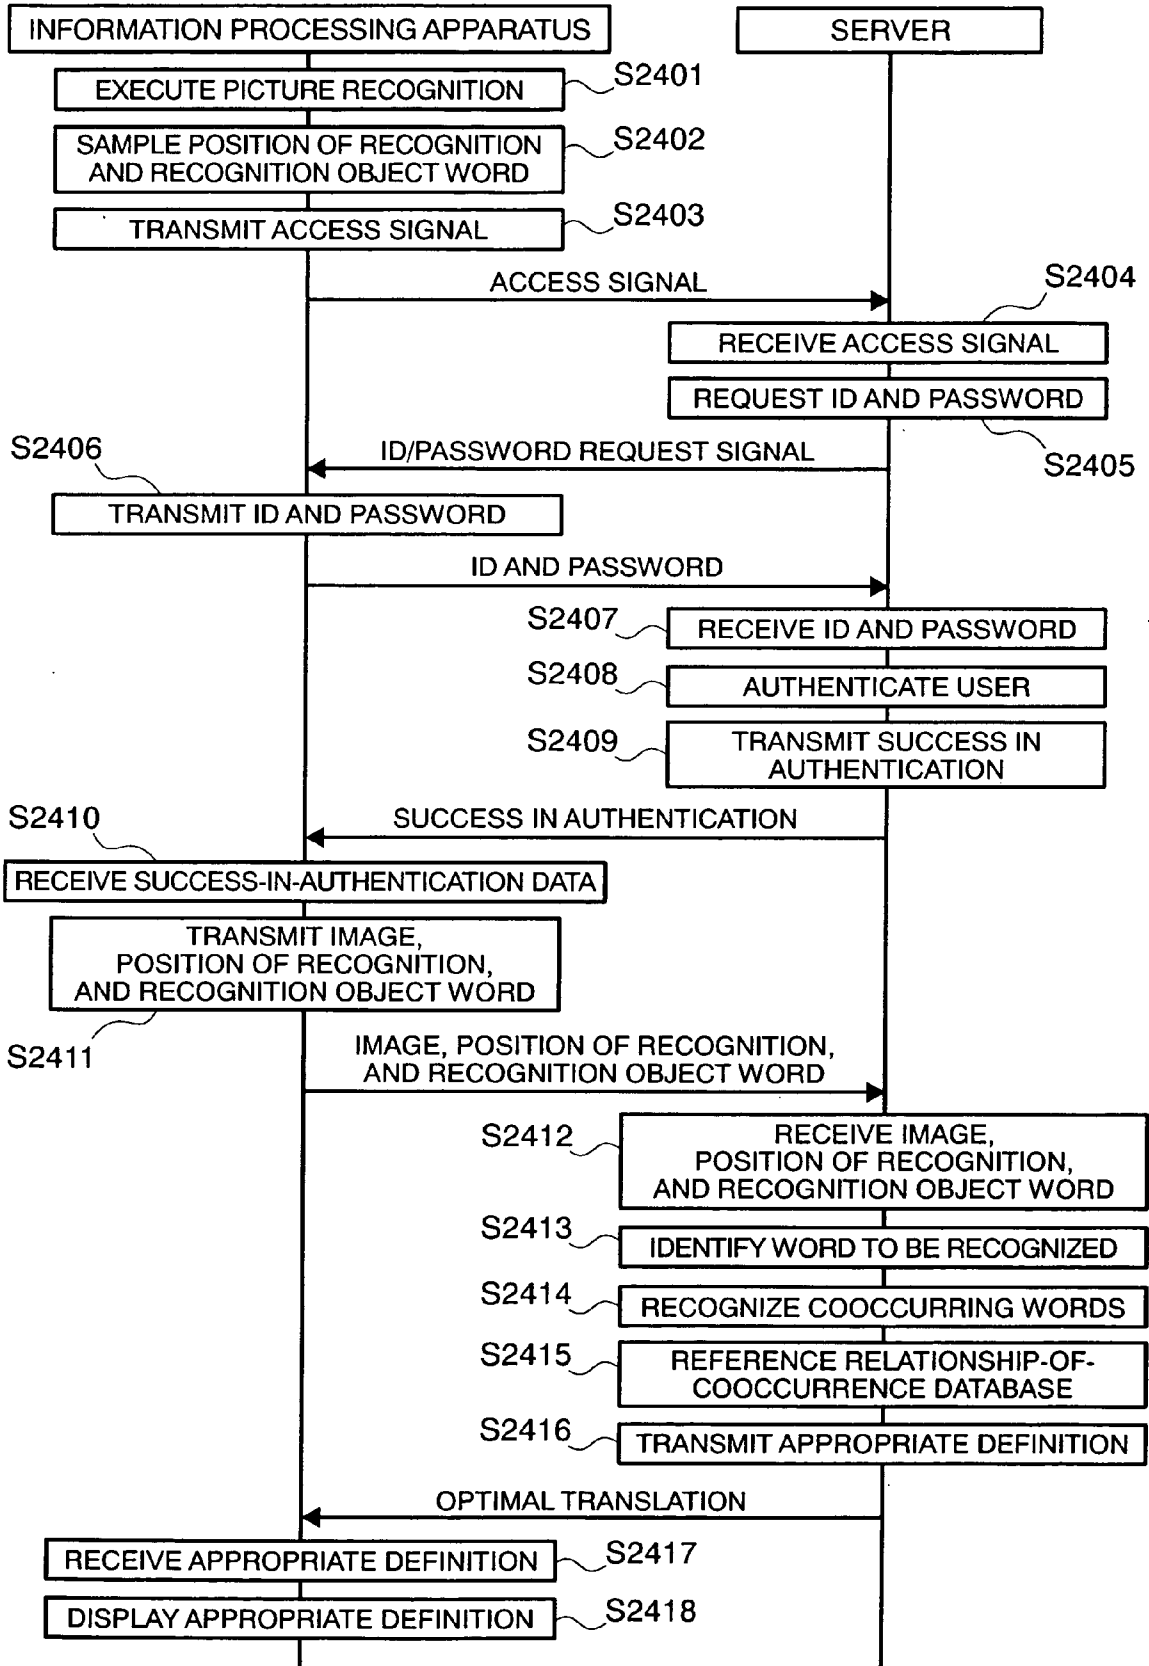 INFORMATION PROCESSING APPARATUS
SERVER
EXECUTE PICTURE RECOGNITION
S2401
SAMPLE POSITION OF RECOGNITION
AND RECOGNITION OBJECT WORD
S2402
TRANSMIT ACCESS SIGNAL
S2403
ACCESS SIGNAL
S2404
RECEIVE ACCESS SIGNAL
REQUEST ID AND PASSWORD
S2405
ID/PASSWORD REQUEST SIGNAL
S2406
TRANSMIT ID AND PASSWORD
ID AND PASSWORD
S2407
RECEIVE ID AND PASSWORD
S2408
AUTHENTICATE USER
S2409
TRANSMIT SUCCESS IN
AUTHENTICATION
SUCCESS IN AUTHENTICATION
S2410
RECEIVE SUCCESS-IN-AUTHENTICATION DATA
TRANSMIT IMAGE,
POSITION OF RECOGNITION,
AND RECOGNITION OBJECT WORD
S2411
IMAGE, POSITION OF RECOGNITION,
AND RECOGNITION OBJECT WORD
S2412
RECEIVE IMAGE,
POSITION OF RECOGNITION,
AND RECOGNITION OBJECT WORD
S2413
IDENTIFY WORD TO BE RECOGNIZED
S2414
RECOGNIZE COOCCURRING WORDS
S2415
REFERENCE RELATIONSHIP-OF-
COOCCURRENCE DATABASE
S2416
TRANSMIT APPROPRIATE DEFINITION
OPTIMAL TRANSLATION
RECEIVE APPROPRIATE DEFINITION
S2417
DISPLAY APPROPRIATE DEFINITION
S2418